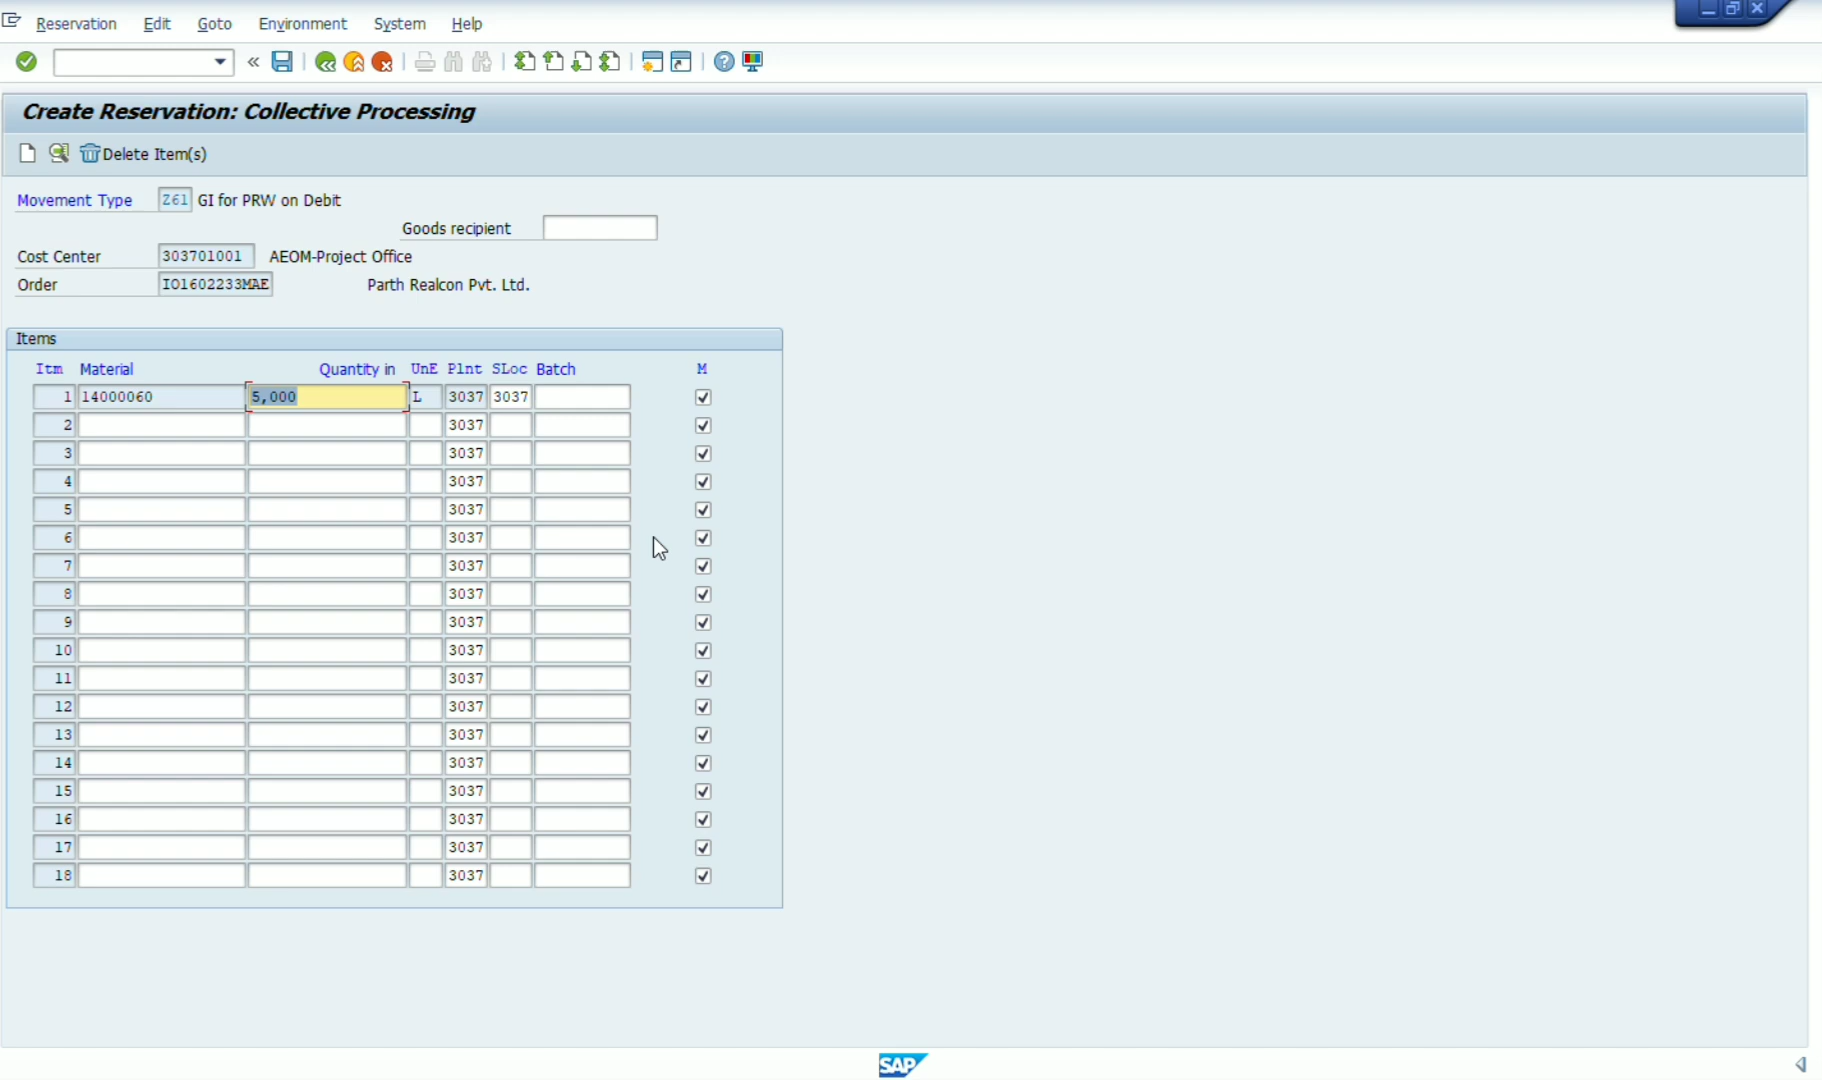 Reservation Edit Goto Environment System Help
Create Reservation: Collective Processing
Delete Item(s)
Movement Type Z61 GI for PRW on Debit
Goods recipient
Cost Center 303701001 AEOM-Project Office
Order IO1602233MAE Parth Realcon Pvt. Ltd.
Items
Itm Material Quantity in UnE Plnt SLoc Batch M
1 14000060 5,000 L 3037 3037
2 3037
3 3037
4 3037
5 3037
6 3037
7 3037
8 3037
9 3037
10 3037
11 3037
12 3037
13 3037
14 3037
15 3037
16 3037
17 3037
18 3037
SAP